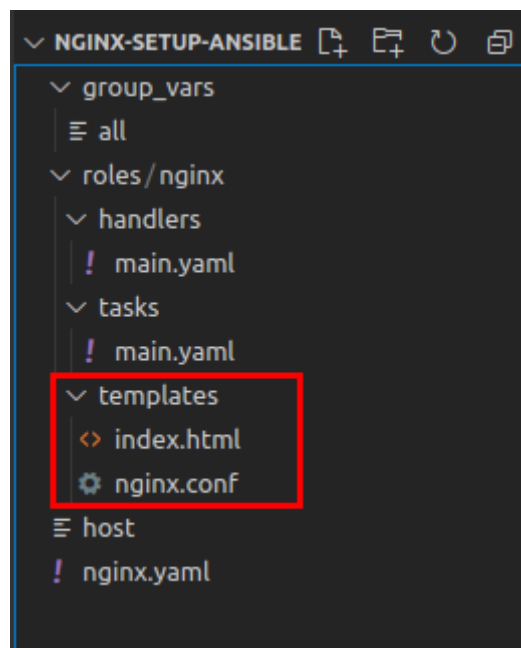 NGINX-SETUP-ANSIBLE
group_vars
all
roles/nginx
handlers
! main.yaml
tasks
! main.yaml
templates
<> index.html
nginx.conf
host
! nginx.yaml